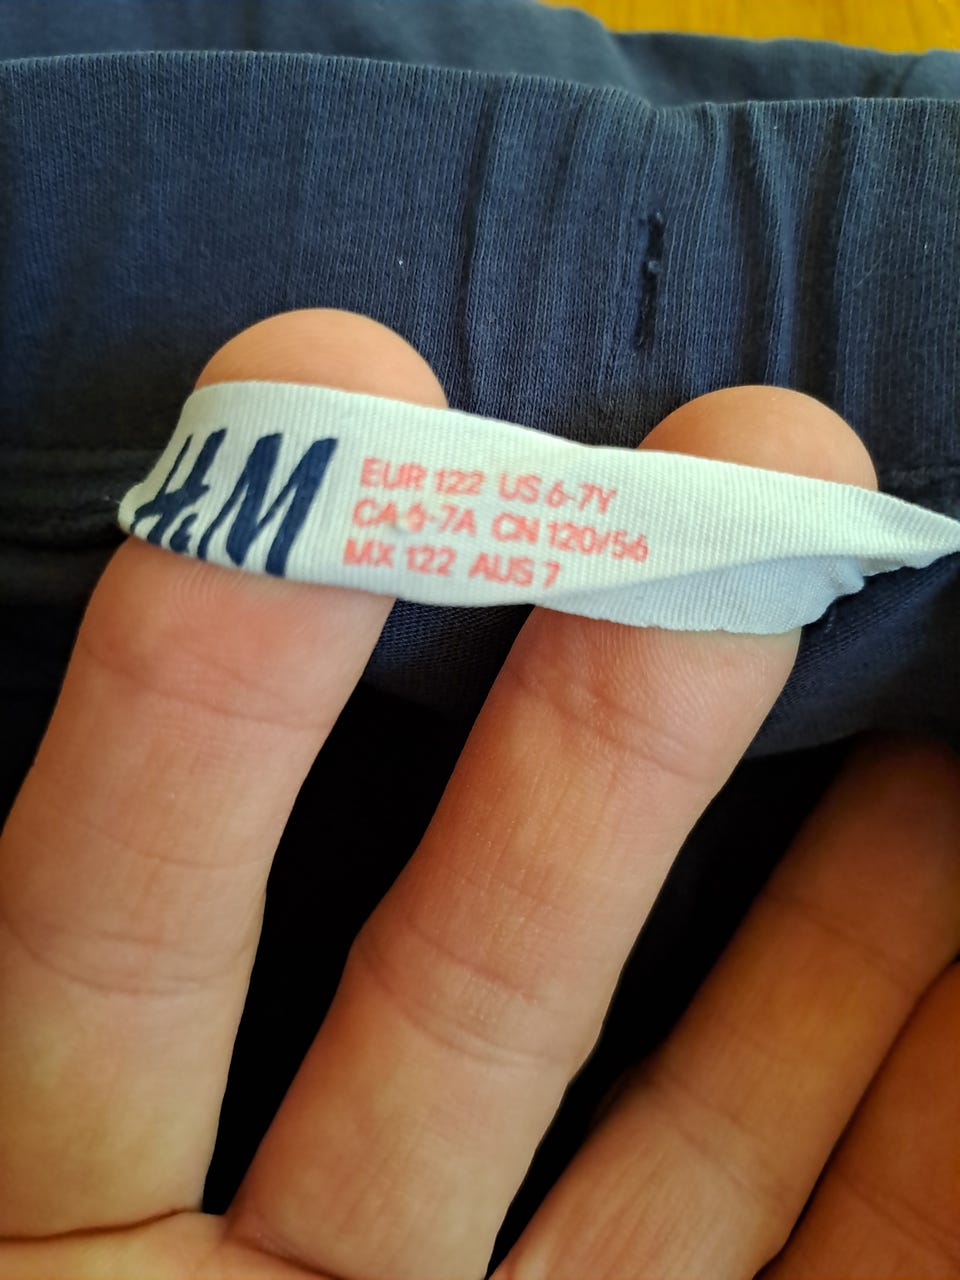 H&M
EUR 122 US 6-7Y
CA 6-7A CN 120/56
MX 122 AUS 7